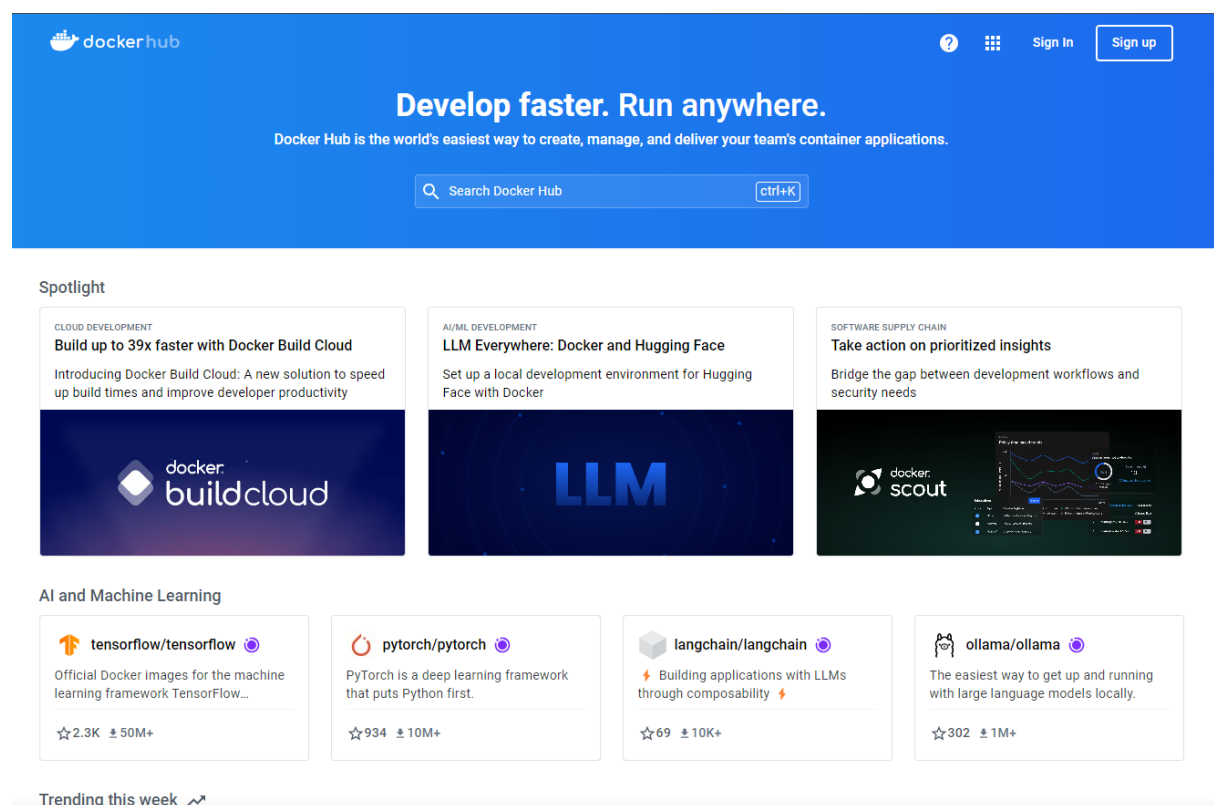 dockerhub
Sign In
Sign up
Develop faster. Run anywhere.
Docker Hub is the world's easiest way to create, manage, and deliver your team's container applications.
Search Docker Hub
ctrl+K
Spotlight
CLOUD DEVELOPMENT
Build up to 39x faster with Docker Build Cloud
Introducing Docker Build Cloud: A new solution to speed
up build times and improve developer productivity
docker
buildcloud
AI/ML DEVELOPMENT
LLM Everywhere: Docker and Hugging Face
Set up a local development environment for Hugging
Face with Docker
LLM
SOFTWARE SUPPLY CHAIN
Take action on prioritized insights
Bridge the gap between development workflows and
security needs
docker
scout
AI and Machine Learning
tensorflow/tensorflow
Official Docker images for the machine
learning framework TensorFlow...
2.3K 50M+
pytorch/pytorch
PyTorch is a deep learning framework
that puts Python first.
934 10M+
langchain/langchain
⚡ Building applications with LLMs
through composability ⚡
69 10K+
ollama/ollama
The easiest way to get up and running
with large language models locally.
302 1M+
Trending this week